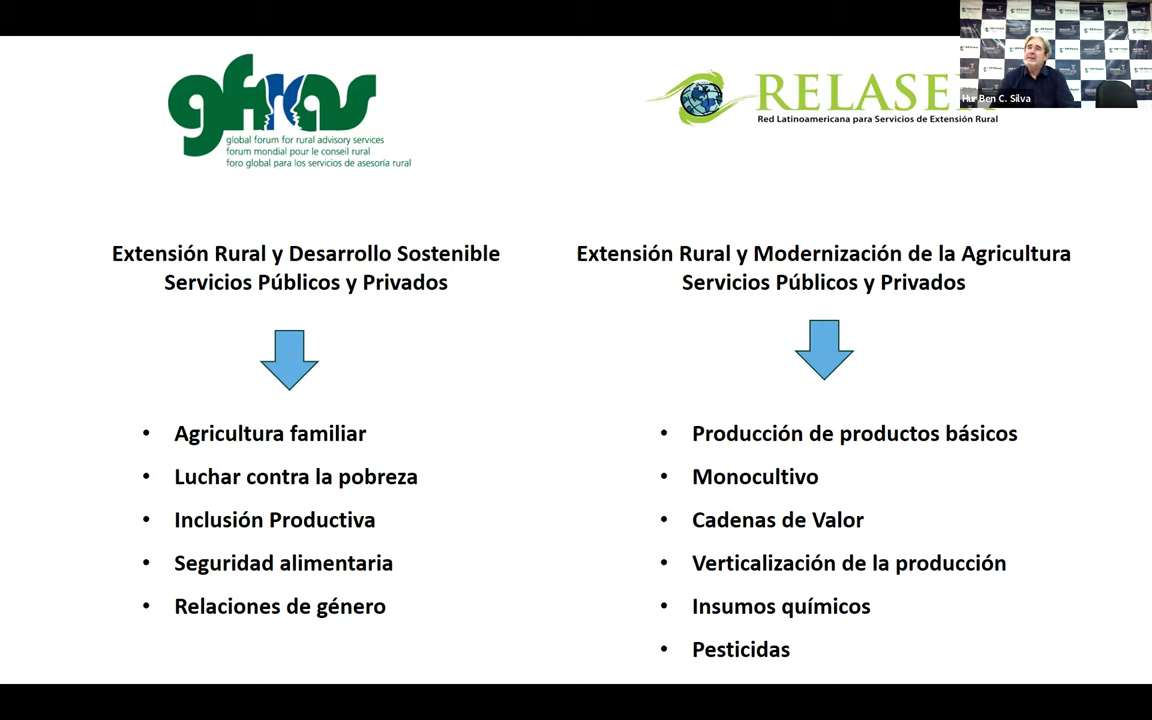 gfras
global forum for rural advisory services
forum mondial pour le conseil rural
foro global para los servicios de asesoría rural
RELASE
Red Latinoamericana para Servicios de Extensión Rural
Hur Ben C. Silva
Extensión Rural y Desarrollo Sostenible
Servicios Públicos y Privados
Agricultura familiar
Luchar contra la pobreza
Inclusión Productiva
Seguridad alimentaria
Relaciones de género
Extensión Rural y Modernización de la Agricultura
Servicios Públicos y Privados
Producción de productos básicos
Monocultivo
Cadenas de Valor
Verticalización de la producción
Insumos químicos
Pesticidas